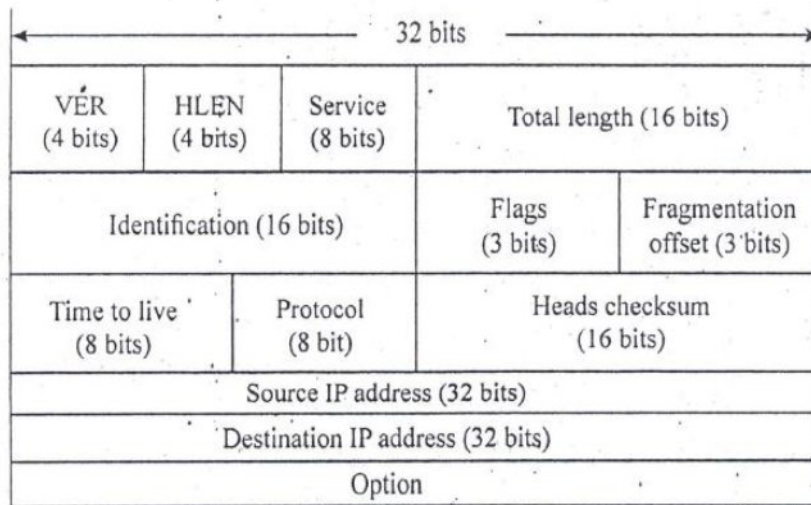 32 bits
VER HLEN Service Total length (16 bits)
(4 bits) (4 bits) (8 bits)
Identification (16 bits) Flags Fragmentation
(3 bits) offset (3 bits)
Time to live Protocol Heads checksum
(8 bits) (8 bit) (16 bits)
Source IP address (32 bits)
Destination IP address (32 bits)
Option